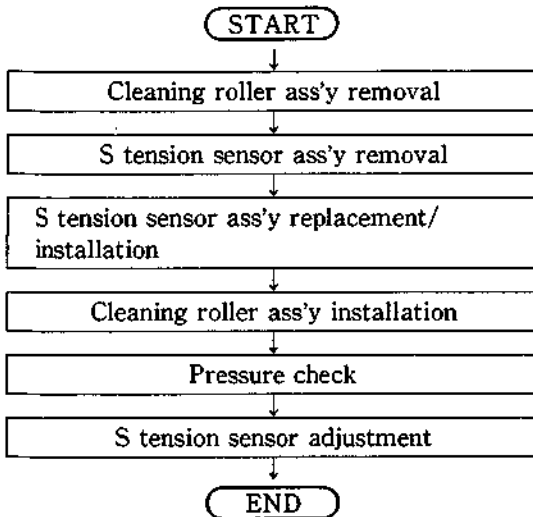 START
Cleaning roller ass'y removal
S tension sensor ass'y removal
S tension sensor ass'y replacement/
installation
Cleaning roller ass'y installation
Pressure check
S tension sensor adjustment
END